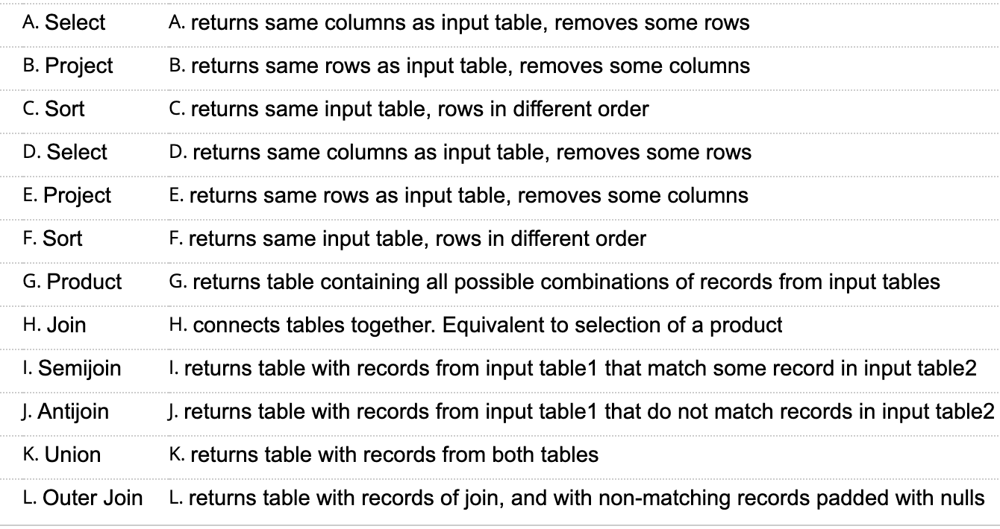 A. Select A. returns same columns as input table, removes some rows
B. Project B. returns same rows as input table, removes some columns
C. Sort C. returns same input table, rows in different order
D. Select D. returns same columns as input table, removes some rows
E. Project E. returns same rows as input table, removes some columns
F. Sort F. returns same input table, rows in different order
G. Product G. returns table containing all possible combinations of records from input tables
H. Join H. connects tables together. Equivalent to selection of a product
I. Semijoin I. returns table with records from input table1 that match some record in input table2
J. Antijoin J. returns table with records from input table1 that do not match records in input table2
K. Union K. returns table with records from both tables
L. Outer Join L. returns table with records of join, and with non-matching records padded with nulls